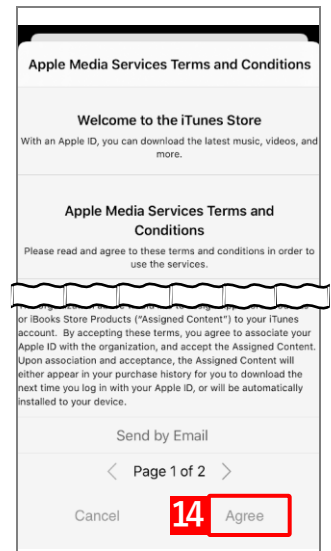 Apple Media Services Terms and Conditions
Welcome to the iTunes Store
With an Apple ID, you can download the latest music, videos, and
more.
Apple Media Services Terms and
Conditions
Please read and agree to these terms and conditions in order to
use the services.
or iBooks Store Products ("Assigned Content") to your iTunes
account. By accepting these terms, you agree to associate your
Apple ID with the organization, and accept the Assigned Content.
Upon association and acceptance, the Assigned Content will
either appear in your purchase history for you to download the
next time you log in with your Apple ID, or will be automatically
installed to your device.
Send by Email
Page 1 of 2
Cancel 14 Agree